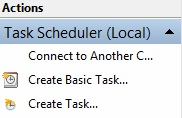 Actions
Task Scheduler (Local)
Connect to Another C...
Create Basic Task...
Create Task...